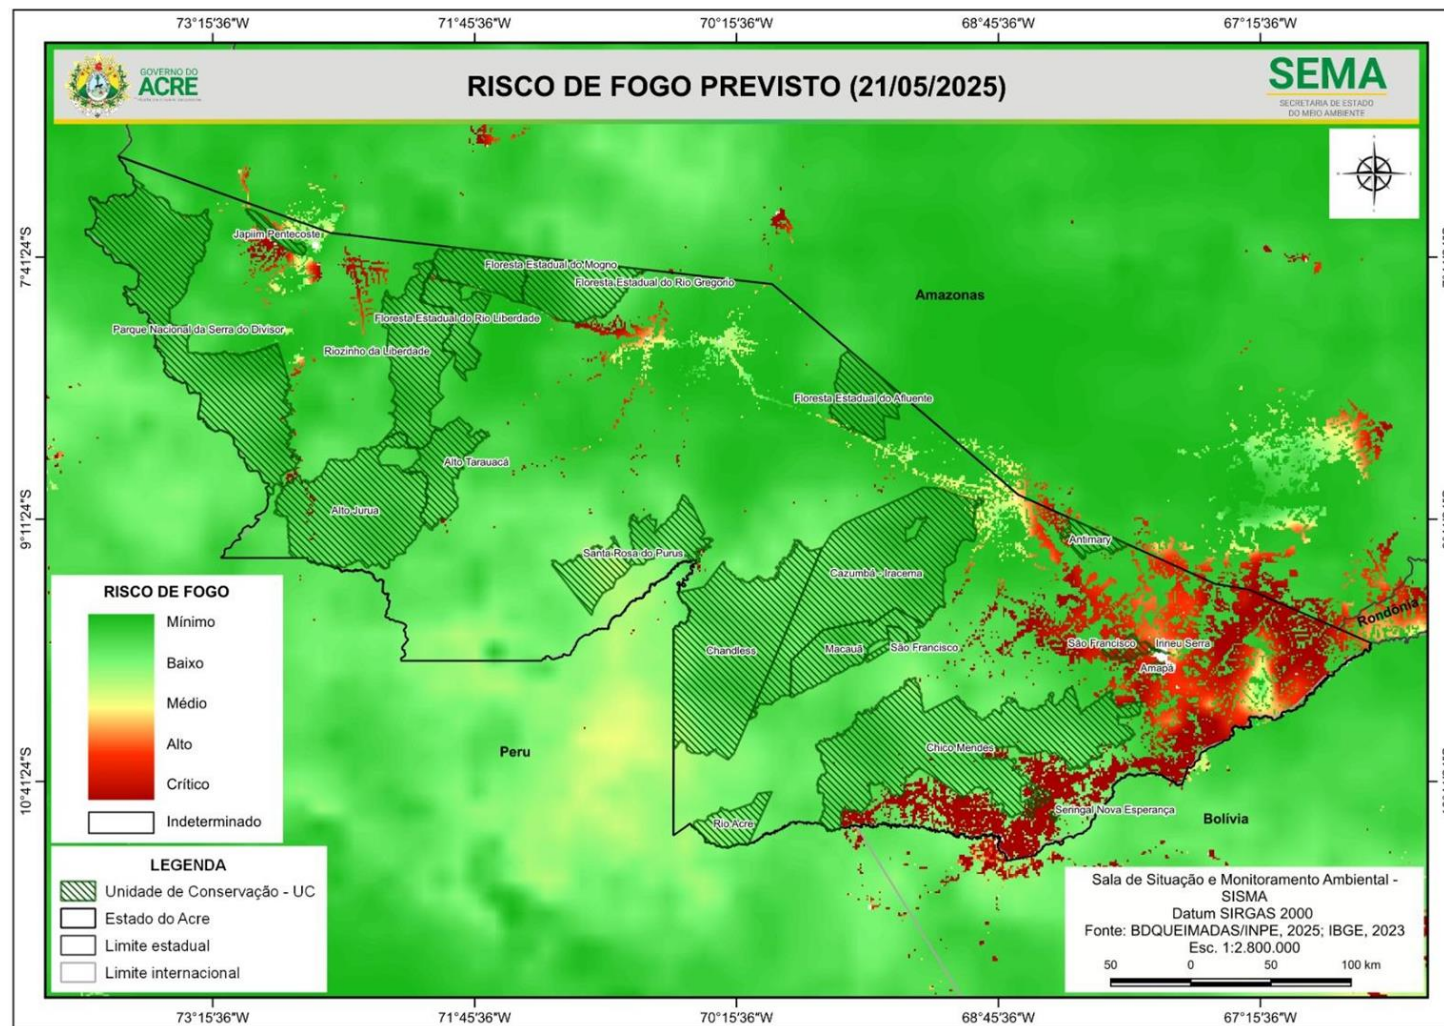 73°15'36"W 71°45'36"W 70°15'36"W 68°45'36"W 67°15'36"W
GOVERNO DO
ACRE
RISCO DE FOGO PREVISTO (21/05/2025)
SEMA
SECRETARIA DE ESTADO
DO MEIO AMBIENTE
7°41'24"S
9°11'24"S
10°41'24"S
Japiim Pentecoste
Floresta Estadual do Mogno
Floresta Estadual do Rio Gregorio
Amazonas
Floresta Estadual do Rio Liberdade
Parque Nacional da Serra do Divisor
Riozinho da Liberdade
Floresta Estadual do Afluente
Alto Tarauacá
Alto Jurua
Antimary
Santa Rosa do Purus
Cazumbá - Iracema
Rondônia
Chandless
Macauã
São Francisco
São Francisco
Irineu Serra
Amapá
Peru
Chico Mendes
Seringal Nova Esperança
Bolívia
Rio Acre
RISCO DE FOGO
Mínimo
Baixo
Médio
Alto
Crítico
Indeterminado
LEGENDA
Unidade de Conservação - UC
Estado do Acre
Limite estadual
Limite internacional
Sala de Situação e Monitoramento Ambiental -
SISMA
Datum SIRGAS 2000
Fonte: BDQUEIMADAS/INPE, 2025; IBGE, 2023
Esc. 1:2.800.000
50 0 50 100 km
73°15'36"W 71°45'36"W 70°15'36"W 68°45'36"W 67°15'36"W